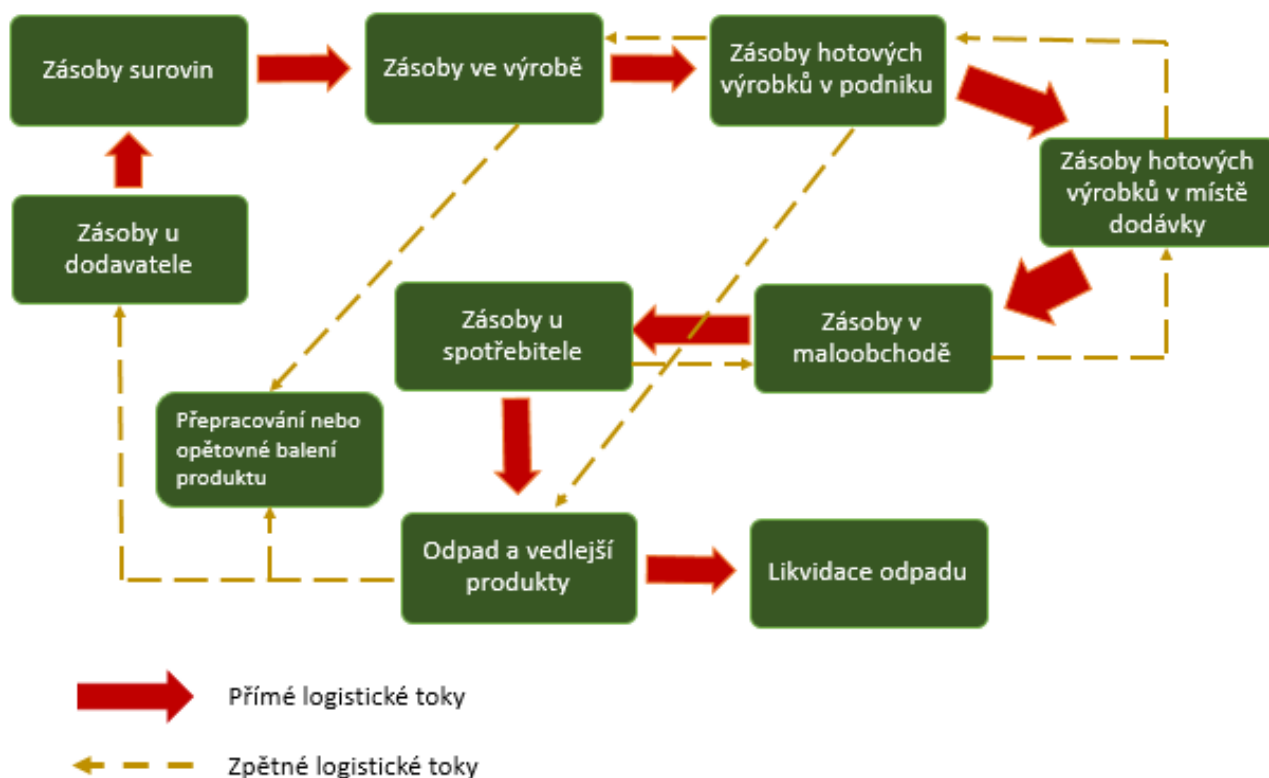 Zásoby surovin
Zásoby ve výrobě
Zásoby hotových
výrobků v podniku
Zásoby hotových
výrobků v místě
dodávky
Zásoby u
dodavatele
Zásoby u
spotřebitele
Zásoby v
maloobchodě
Přepracování nebo
opětovné balení
produktu
Odpad a vedlejší
produkty
Likvidace odpadu
Přímé logistické toky
Zpětné logistické toky